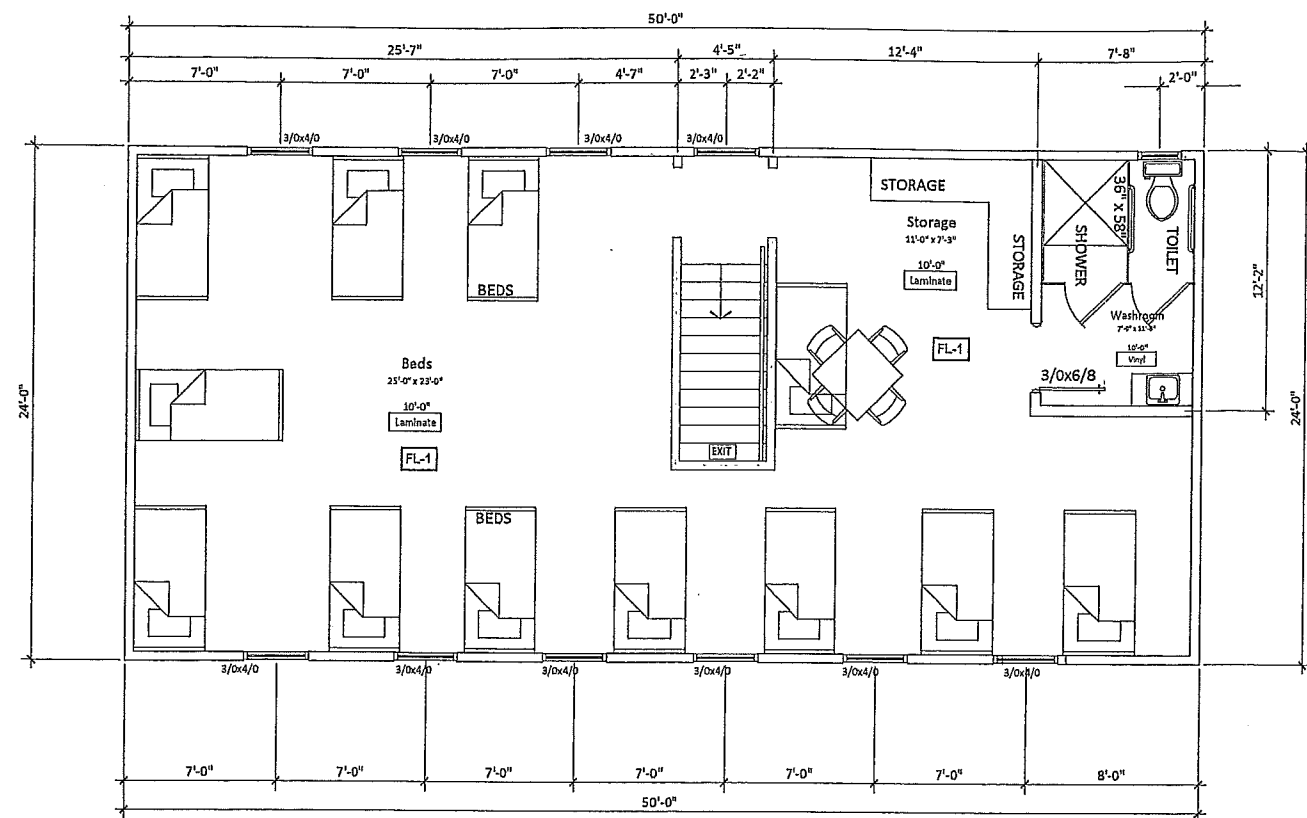 50'-0"
25'-7" 4'-5" 12'-4" 7'-8"
7'-0" 7'-0" 7'-0" 4'-7" 2'-3" 2'-2" 2'-0"
3/0x4/0 3/0x4/0 3/0x4/0 3/0x4/0
STORAGE
36" x 58"
SHOWER
TOILET
Storage
11'-0" x 7'-3"
10'-0"
Laminate
STORAGE
12'-2"
BEDS
Washroom
10'-0"
Vinyl
FL-1
Beds
25'-0" x 23'-0"
10'-0"
Laminate
FL-1
3/0x6/8
24'-0"
24'-0"
EXIT
BEDS
3/0x4/0 3/0x4/0 3/0x4/0 3/0x4/0 3/0x4/0 3/0x4/0
7'-0" 7'-0" 7'-0" 7'-0" 7'-0" 7'-0" 8'-0"
50'-0"